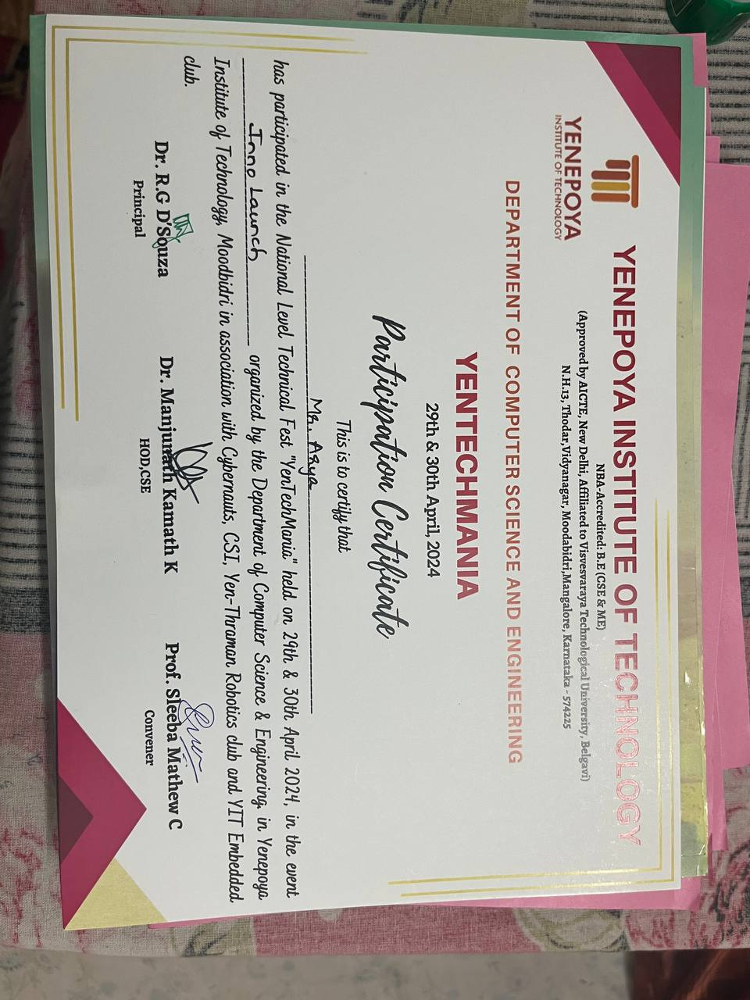 YENEPOYA INSTITUTE OF TECHNOLOGY
NBA-Accredited: B.E (CSE & ME)
(Approved by AICTE, New Delhi, Affiliated to Visvesvaraya Technological University, Belgavi)
N.H.13, Thodar,Vidyanagar, Moodabidri,Mangalore, Karnataka - 574225
YENEPOYA
INSTITUTE OF TECHNOLOGY
DEPARTMENT OF COMPUTER SCIENCE AND ENGINEERING
YENTECHMANIA
29th & 30th April, 2024
Participation Certificate
This is to certify that
Mr. Arya
has participated in the National Level Technical Fest "YenTechMania" held on 29th & 30th April 2024, in the event
Inno Launch organized by the Department of Computer Science & Engineering, in Yenepoya
Institute of Technology, Moodbidri in association with Cybernauts, CSI, Yen-Thraman Robotics club and YIT Embedded
club.
Dr. R.G D'Souza
Principal
Dr. Manjunath Kamath K
HOD,CSE
Prof. Sleeba Mathew C
Convener